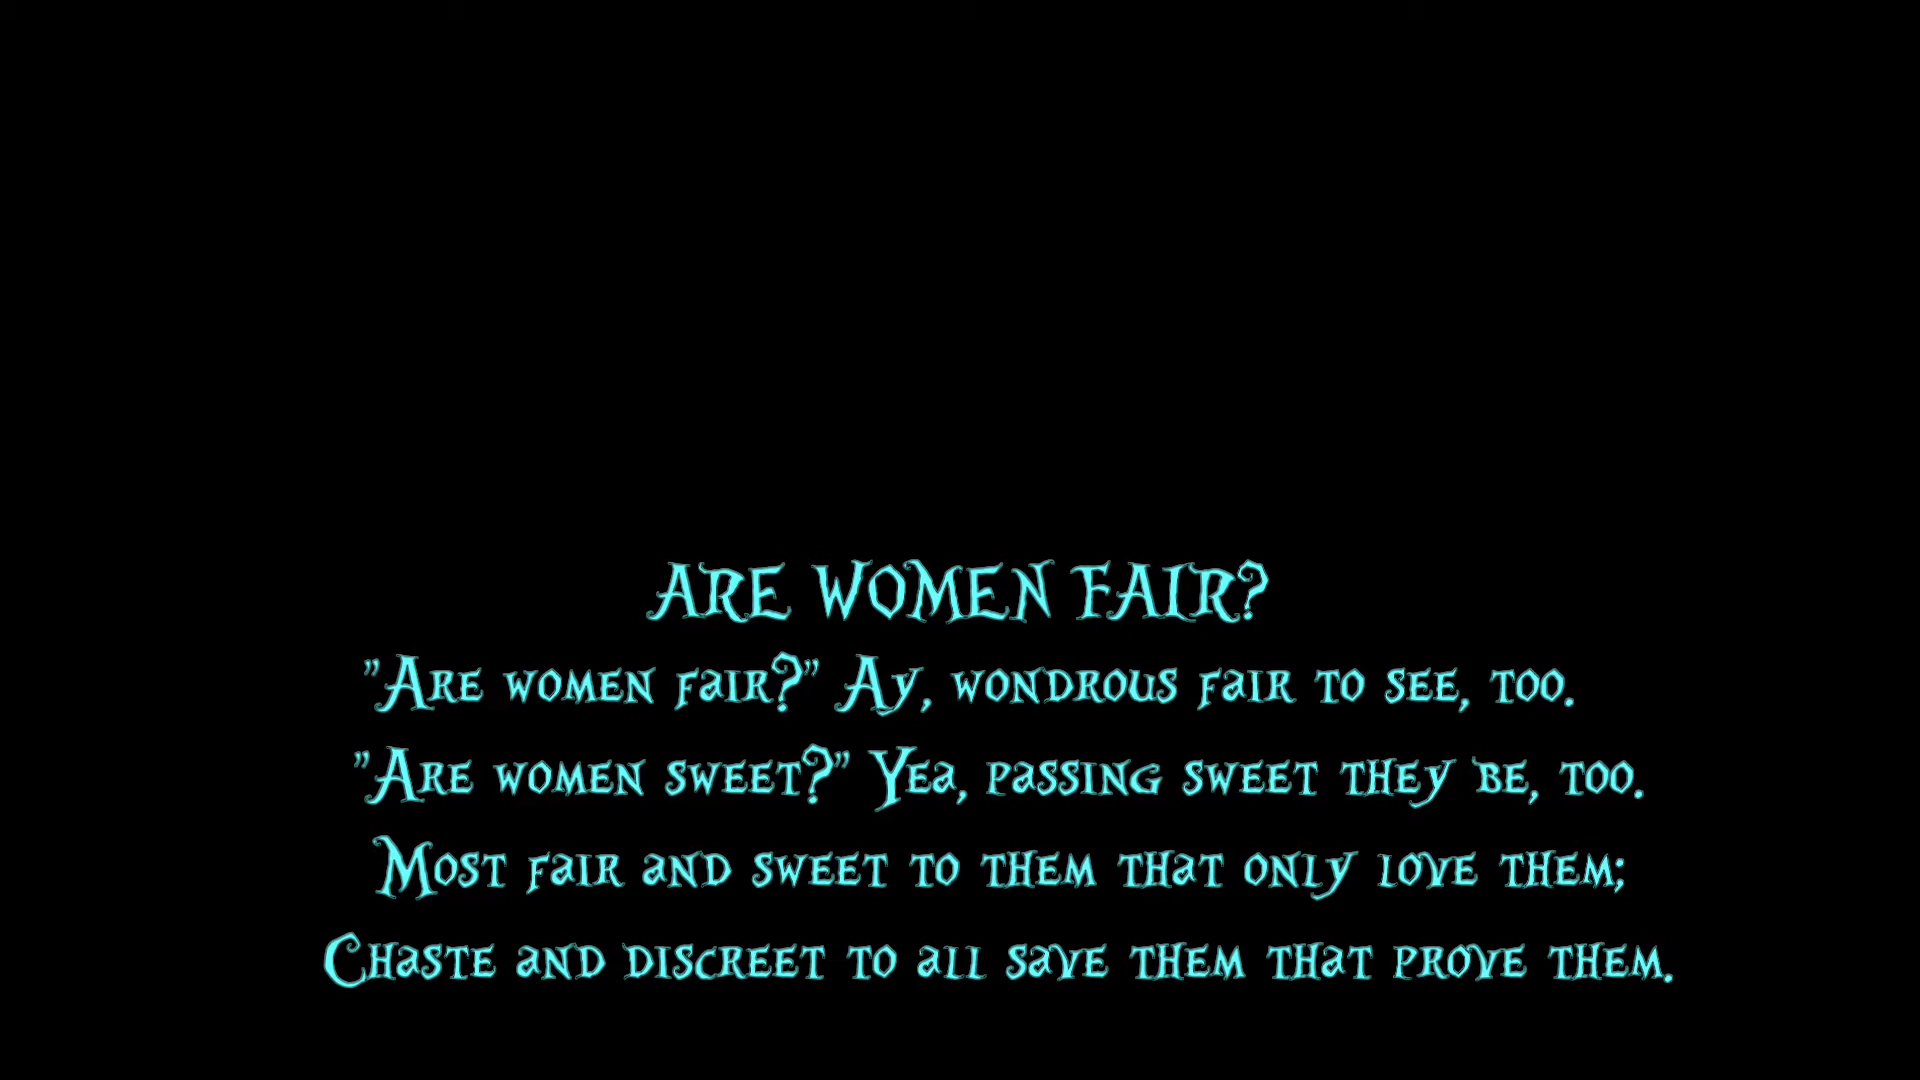 ARE WOMEN FAIR?
"Are women fair?" Ay, wondrous fair to see, too.
"Are women sweet?" Yea, passing sweet they be, too.
Most fair and sweet to them that only love them;
Chaste and discreet to all save them that prove them.